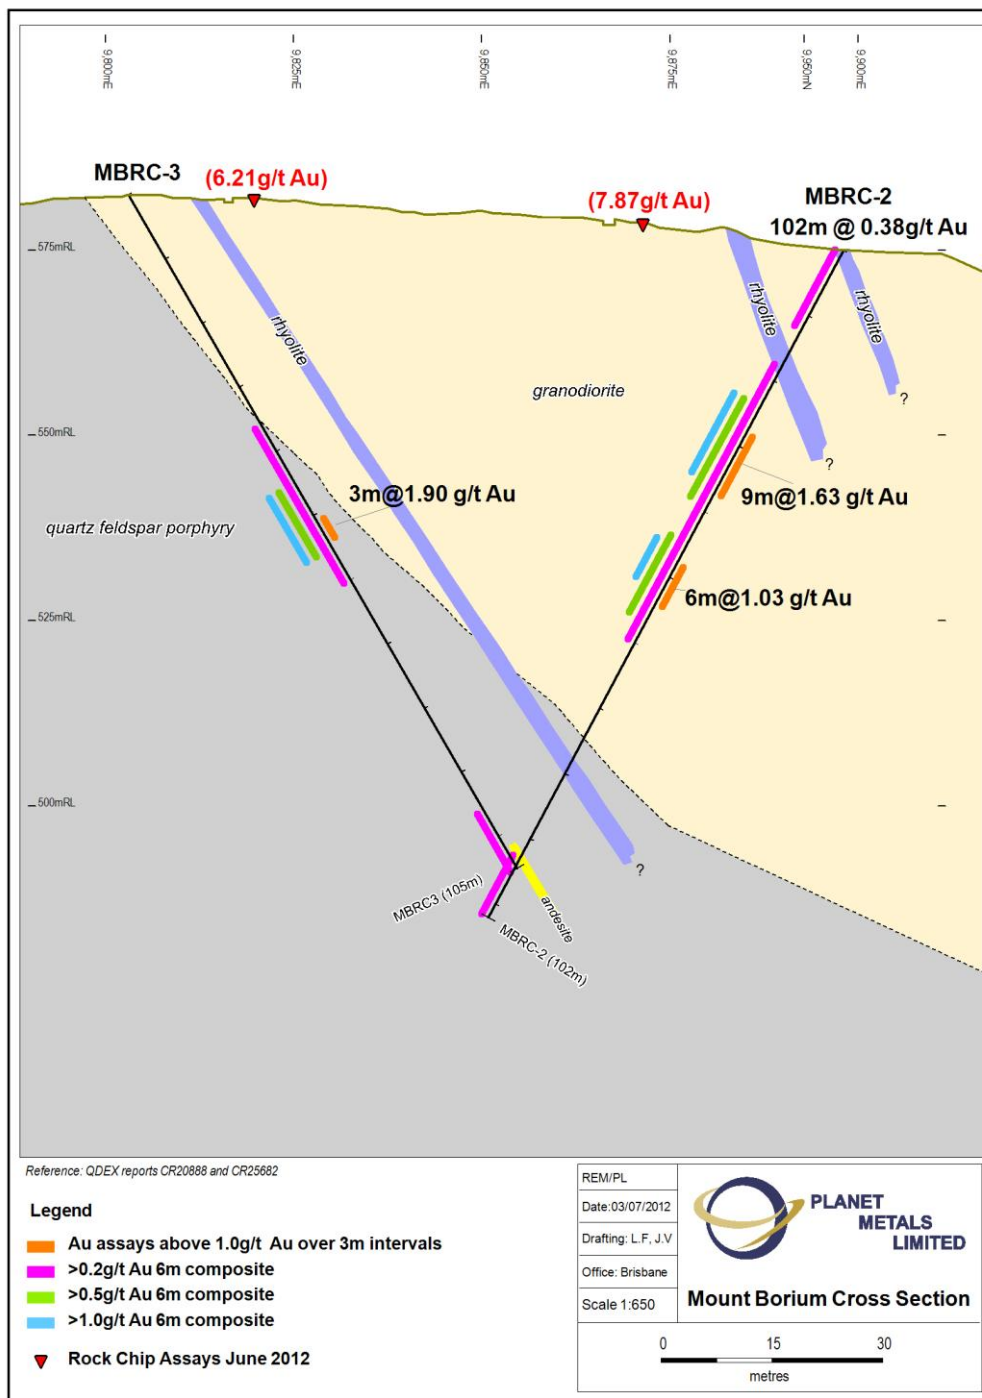 9,800mE
9,825mE
9,850mE
9,875mE
9,950mN
9,900mE
MBRC-3
(6.21g/t Au)
(7.87g/t Au)
MBRC-2
102m @ 0.38g/t Au
575mRL
rhyolite
rhyolite
rhyolite
granodiorite
?
550mRL
?
3m@1.90 g/t Au
9m@1.63 g/t Au
quartz feldspar porphyry
6m@1.03 g/t Au
525mRL
500mRL
?
MBRC3 (105m)
andesite
MBRC-2 (102m)
Reference: QDEX reports CR20888 and CR25682
Legend
Au assays above 1.0g/t Au over 3m intervals
>0.2g/t Au 6m composite
>0.5g/t Au 6m composite
>1.0g/t Au 6m composite
Rock Chip Assays June 2012
REM/PL
Date:03/07/2012
Drafting: L.F, J.V
Office: Brisbane
Scale 1:650
PLANET
METALS
LIMITED
Mount Borium Cross Section
0 15 30
metres